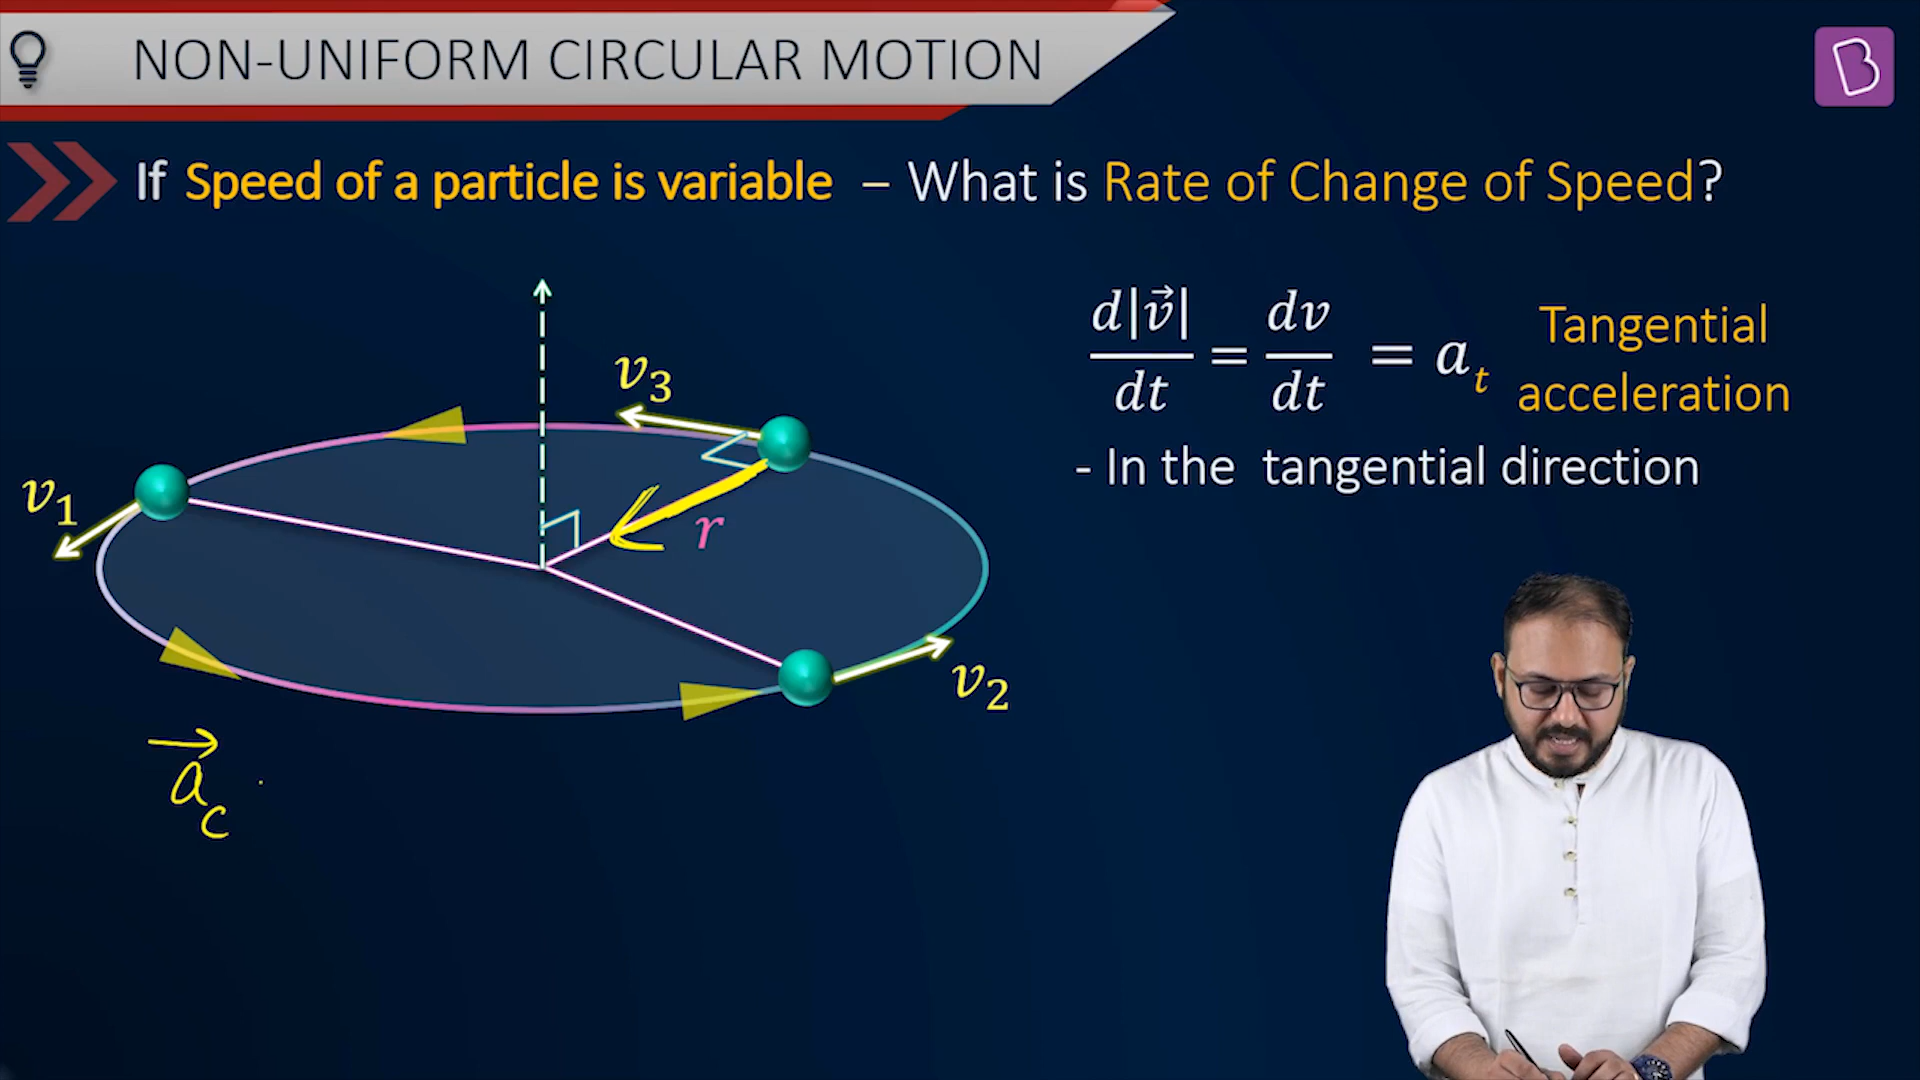 NON-UNIFORM CIRCULAR MOTION
If Speed of a particle is variable – What is Rate of Change of Speed?
d|v⃗|/dt = dv/dt = aₜ Tangential acceleration
- In the tangential direction
v₃
v₁
r
v₂
a⃗c